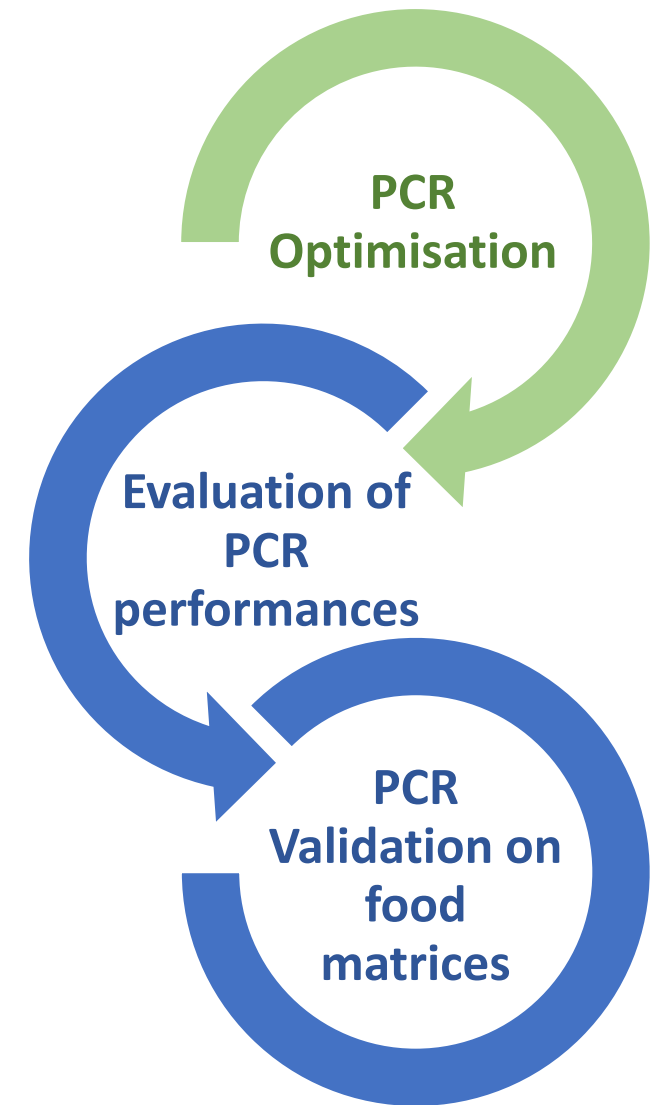 PCR
Optimisation
Evaluation of
PCR
performances
PCR
Validation on
food
matrices